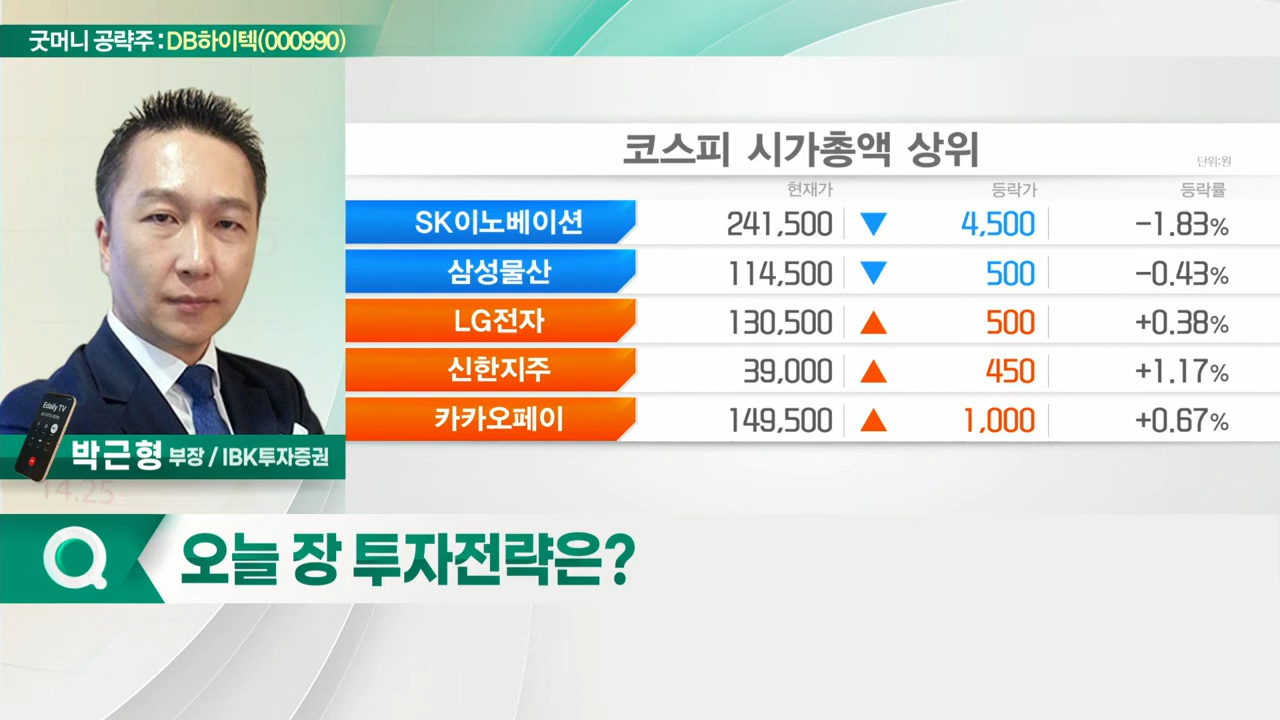 굿머니 공략주 : DB하이텍(000990)
코스피 시가총액 상위
단위:원
현재가 등락가 등락률
SK이노베이션 241,500 ▼ 4,500 -1.83%
삼성물산 114,500 ▼ 500 -0.43%
LG전자 130,500 ▲ 500 +0.38%
신한지주 39,000 ▲ 450 +1.17%
카카오페이 149,500 ▲ 1,000 +0.67%
Edaily TV
박근형 부장 / IBK투자증권
14.25
오늘 장 투자전략은?